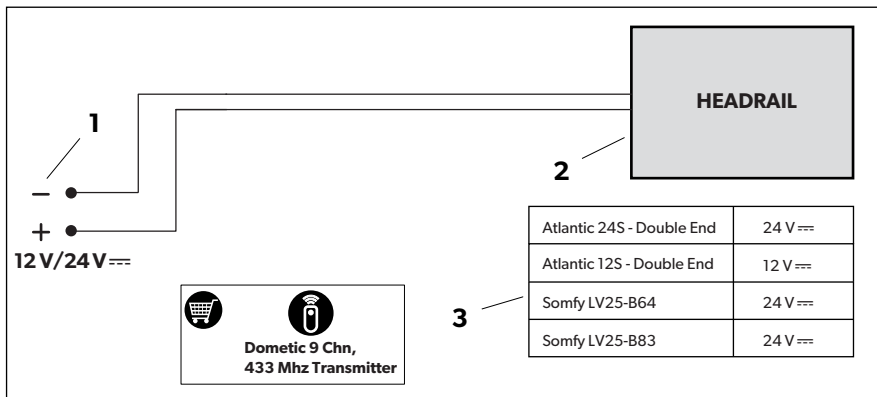 HEADRAIL
1
2
−
+
12 V/24 V ⎓
Atlantic 24S - Double End 24 V ⎓
Atlantic 12S - Double End 12 V ⎓
3
Somfy LV25-B64 24 V ⎓
Somfy LV25-B83 24 V ⎓
Dometic 9 Chn,
433 Mhz Transmitter